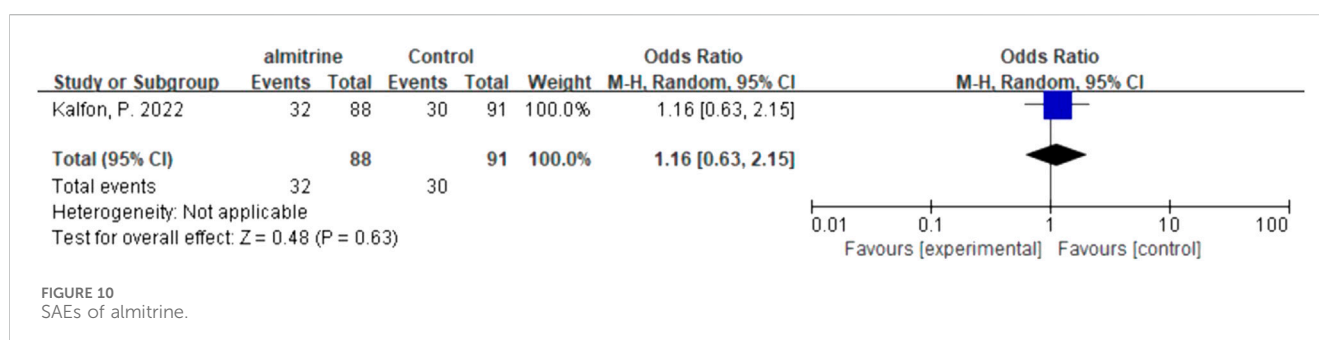 almitrine Control Odds Ratio Odds Ratio
Study or Subgroup Events Total Events Total Weight M-H, Random, 95% CI M-H, Random, 95% CI
Kalfon, P. 2022 32 88 30 91 100.0% 1.16 [0.63, 2.15]
Total (95% CI) 88 91 100.0% 1.16 [0.63, 2.15]
Total events 32 30
Heterogeneity: Not applicable
Test for overall effect: Z = 0.48 (P = 0.63)
0.01 0.1 1 10 100
Favours [experimental] Favours [control]
FIGURE 10
SAEs of almitrine.